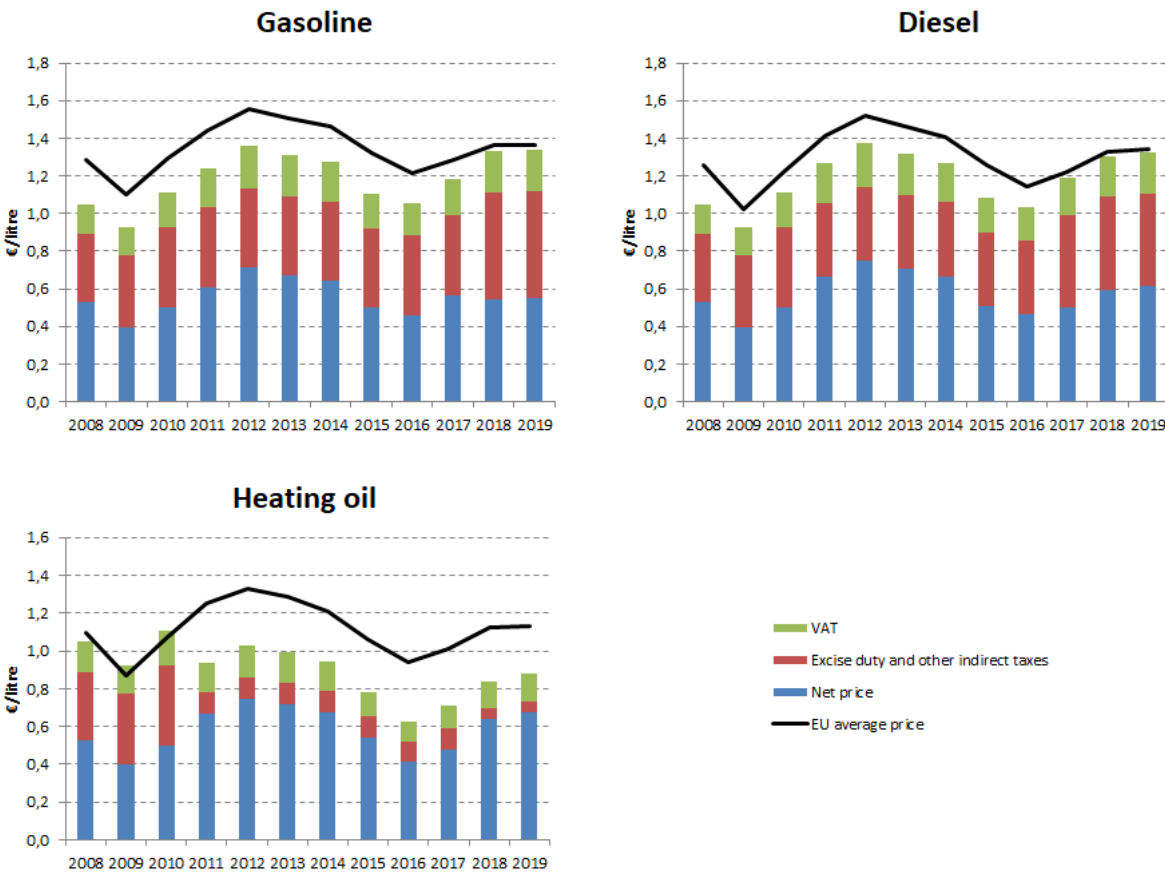 Gasoline
€/litre
1,8
1,6
1,4
1,2
1,0
0,8
0,6
0,4
0,2
0,0
2008 2009 2010 2011 2012 2013 2014 2015 2016 2017 2018 2019
Diesel
€/litre
1,8
1,6
1,4
1,2
1,0
0,8
0,6
0,4
0,2
0,0
2008 2009 2010 2011 2012 2013 2014 2015 2016 2017 2018 2019
Heating oil
€/litre
1,6
1,4
1,2
1,0
0,8
0,6
0,4
0,2
0,0
2008 2009 2010 2011 2012 2013 2014 2015 2016 2017 2018 2019
VAT
Excise duty and other indirect taxes
Net price
EU average price